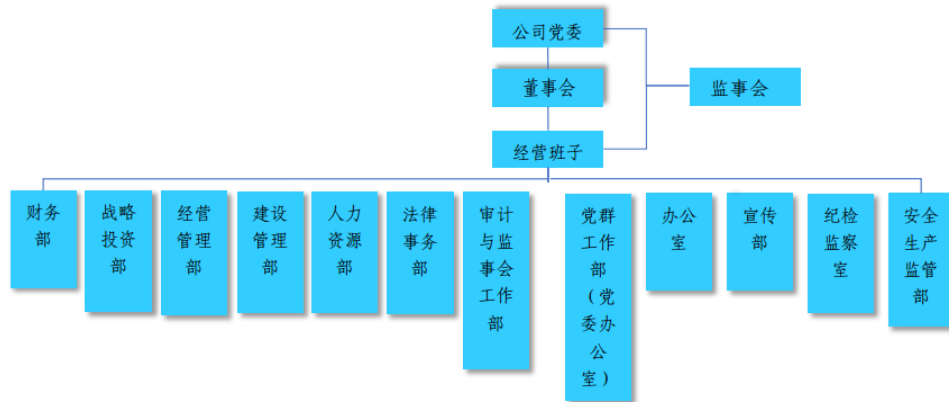 公司党委
董事会
监事会
经营班子
财务
部
战略
投资
部
经营
管理
部
建设
管理
部
人力
资源
部
法律
事务
部
审计
与监
事会
工作
部
党群
工作
部
（党
委办
公
室）
办公
室
宣传
部
纪检
监察
室
安全
生产
监管
部